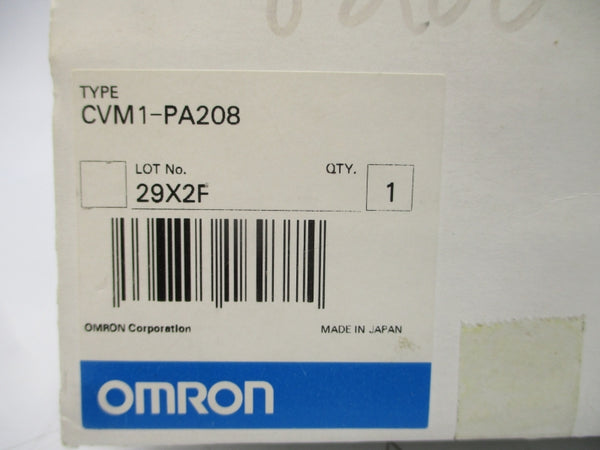 TYPE
CVM1-PA208
LOT No. QTY.
29X2F 1
OMRON Corporation MADE IN JAPAN
OMRON